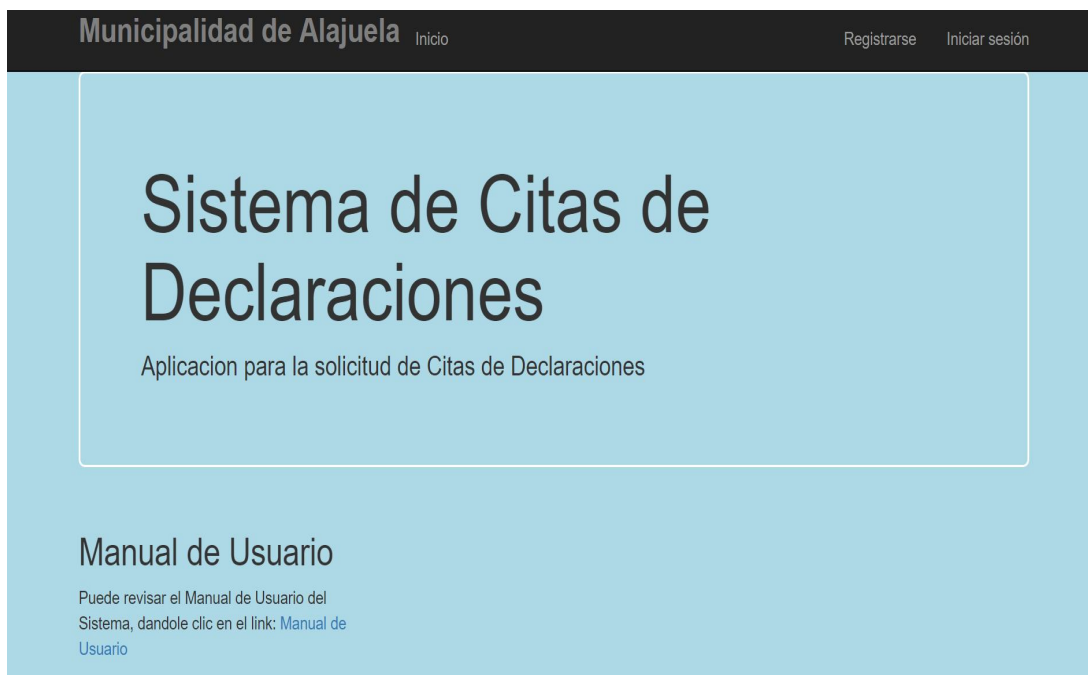 Municipalidad de Alajuela Inicio Registrarse Iniciar sesión
Sistema de Citas de
Declaraciones
Aplicacion para la solicitud de Citas de Declaraciones
Manual de Usuario
Puede revisar el Manual de Usuario del
Sistema, dandole clic en el link: Manual de
Usuario